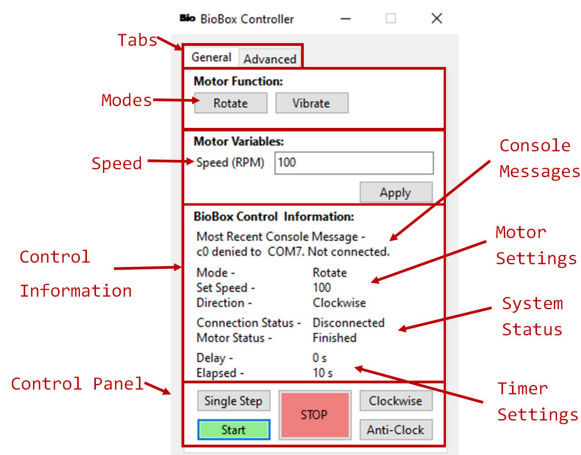 Bio BioBox Controller
Tabs
General Advanced
Motor Function:
Modes
Rotate Vibrate
Motor Variables:
Speed
Speed (RPM) 100
Apply
Console
Messages
BioBox Control Information:
Most Recent Console Message -
c0 denied to COM7. Not connected.
Control
Information
Mode - Rotate
Set Speed - 100
Direction - Clockwise
Motor
Settings
Connection Status - Disconnected
Motor Status - Finished
System
Status
Delay - 0 s
Elapsed - 10 s
Timer
Settings
Control Panel
Single Step STOP Clockwise
Start Anti-Clock